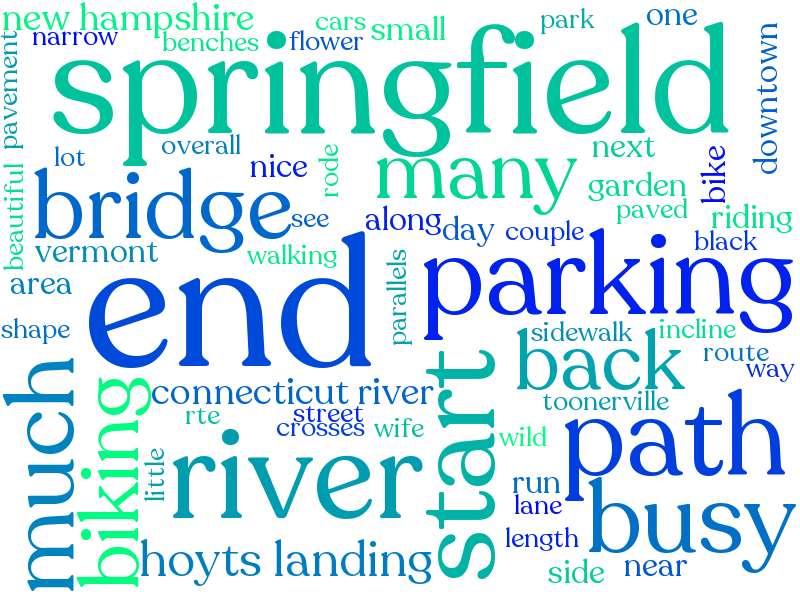 new hampshire
cars
small
park
one
narrow
benches
flower
springfield
pavement
downtown
lot
overall
nice
rode
many
next
bike
beautiful
bridge
see
along
day
couple
garden
paved
riding
black
vermont
walking
area
end
parallels
parking
shape
sidewalk
incline
back
route
way
much
biking
connecticut river
start
toonerville
rte
street
crosses
wife
wild
path
little
river
run
lane
busy
length
hoyts landing
side
near